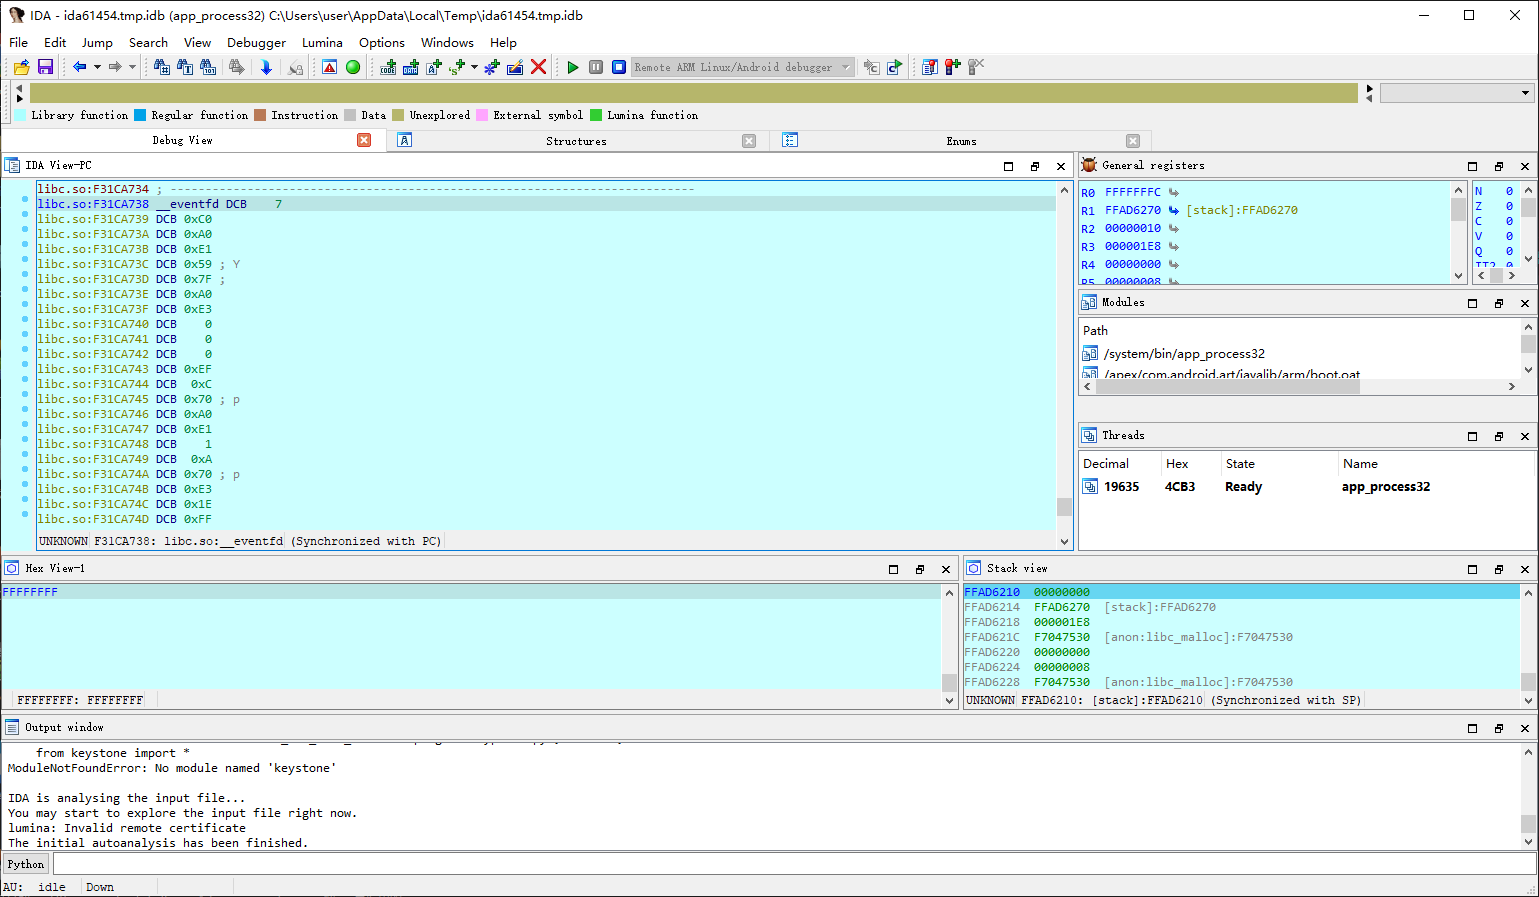 IDA - ida61454.tmp.idb (app_process32) C:\Users\user\AppData\Local\Temp\ida61454.tmp.idb
File Edit Jump Search View Debugger Lumina Options Windows Help
Remote ARM Linux/Android debugger
Library function Regular function Instruction Data Unexplored External symbol Lumina function
Debug View Structures Enums
IDA View-PC
libc.so:F31CA734 ; ---------------------------------------------------------------------------
libc.so:F31CA738 __eventfd DCB 7
libc.so:F31CA739 DCB 0xC0
libc.so:F31CA73A DCB 0xA0
libc.so:F31CA73B DCB 0xE1
libc.so:F31CA73C DCB 0x59 ; Y
libc.so:F31CA73D DCB 0x7F ;
libc.so:F31CA73E DCB 0xA0
libc.so:F31CA73F DCB 0xE3
libc.so:F31CA740 DCB 0
libc.so:F31CA741 DCB 0
libc.so:F31CA742 DCB 0
libc.so:F31CA743 DCB 0xEF
libc.so:F31CA744 DCB 0xC
libc.so:F31CA745 DCB 0x70 ; p
libc.so:F31CA746 DCB 0xA0
libc.so:F31CA747 DCB 0xE1
libc.so:F31CA748 DCB 1
libc.so:F31CA749 DCB 0xA
libc.so:F31CA74A DCB 0x70 ; p
libc.so:F31CA74B DCB 0xE3
libc.so:F31CA74C DCB 0x1E
libc.so:F31CA74D DCB 0xFF
UNKNOWN F31CA738: libc.so:__eventfd (Synchronized with PC)
General registers
R0 FFFFFFFC
R1 FFAD6270 [stack]:FFAD6270
R2 00000010
R3 000001E8
R4 00000000
R5 00000008
N 0
Z 0
C 0
V 0
Q 0
IT2 0
Modules
Path
/system/bin/app_process32
/apex/com.android.art/javalib/arm/boot.oat
Threads
Decimal Hex State Name
19635 4CB3 Ready app_process32
Hex View-1
FFFFFFFF
FFFFFFFF: FFFFFFFF
Stack view
FFAD6210 00000000
FFAD6214 FFAD6270 [stack]:FFAD6270
FFAD6218 000001E8
FFAD621C F7047530 [anon:libc_malloc]:F7047530
FFAD6220 00000000
FFAD6224 00000008
FFAD6228 F7047530 [anon:libc_malloc]:F7047530
UNKNOWN FFAD6210: [stack]:FFAD6210 (Synchronized with SP)
Output window
from keystone import *
ModuleNotFoundError: No module named 'keystone'
IDA is analysing the input file...
You may start to explore the input file right now.
lumina: Invalid remote certificate
The initial autoanalysis has been finished.
Python
AU: idle Down